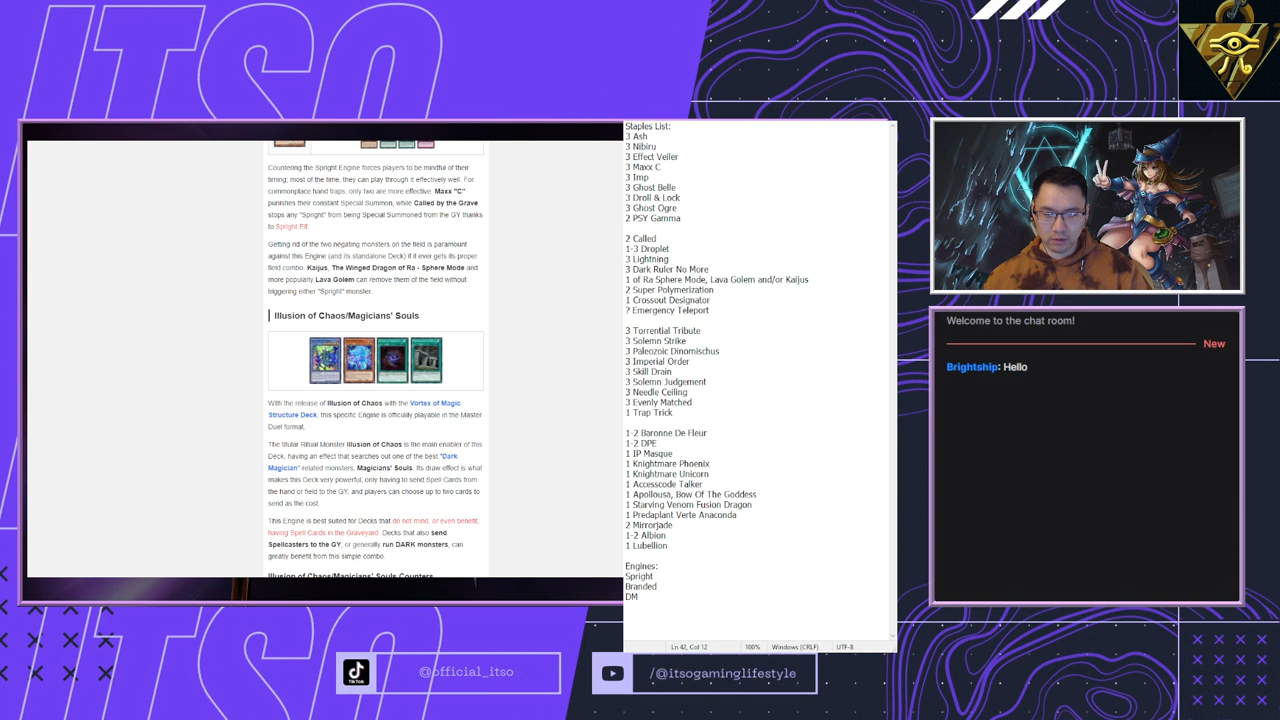 ITSO
Countering the Spright Engine forces players to be mindful of their
timing; most of the time, they can play through it effectively well. For
commonplace hand traps, only two are more effective. Maxx "C"
punishes their constant Special Summon, while Called by the Grave
stops any "Spright" from being Special Summoned from the GY thanks
to Spright Elf.
Getting rid of the two negating monsters on the field is paramount
against this Engine (and its standalone Deck) if it ever gets its proper
field combo. Kaijus, The Winged Dragon of Ra - Sphere Mode and
more popularly Lava Golem can remove them of the field without
triggering either "Spright" monster.
Illusion of Chaos/Magicians' Souls
With the release of Illusion of Chaos with the Vortex of Magic
Structure Deck, this specific Engine is officially playable in the Master
Duel format.
The titular Ritual Monster Illusion of Chaos is the main enabler of this
Deck, having an effect that searches out one of the best "Dark
Magician" related monsters, Magicians' Souls. Its draw effect is what
makes this Deck very powerful, only having to send Spell Cards from
the hand or field to the GY, and players can choose up to two cards to
send as the cost.
This Engine is best suited for Decks that do not mind, or even benefit,
having Spell Cards in the Graveyard. Decks that also send
Spellcasters to the GY, or generally run DARK monsters, can
greatly benefit from this simple combo.
Illusion of Chaos/Magicians' Souls Counters
Staples List:
3 Ash
3 Nibiru
3 Effect Veiler
3 Maxx C
3 Imp
3 Ghost Belle
3 Droll & Lock
3 Ghost Ogre
2 PSY Gamma
2 Called
1-3 Droplet
3 Lightning
3 Dark Ruler No More
1 of Ra Sphere Mode, Lava Golem and/or Kaijus
2 Super Polymerization
1 Crossout Designator
? Emergency Teleport
3 Torrential Tribute
3 Solemn Strike
3 Paleozoic Dinomischus
3 Imperial Order
3 Skill Drain
3 Solemn Judgement
3 Needle Ceiling
3 Evenly Matched
1 Trap Trick
1-2 Baronne De Fleur
1-2 DPE
1 IP Masque
1 Knightmare Phoenix
1 Knightmare Unicorn
1 Accesscode Talker
1 Apollousa, Bow Of The Goddess
1 Starving Venom Fusion Dragon
1 Predaplant Verte Anaconda
2 Mirrorjade
1-2 Albion
1 Lubellion
Engines:
Spright
Branded
DM
Ln 42, Col 12
100%
Windows (CRLF)
UTF-8
Welcome to the chat room!
New
Brightship: Hello
ITSO
TikTok
@official_itso
/@itsogaminglifestyle